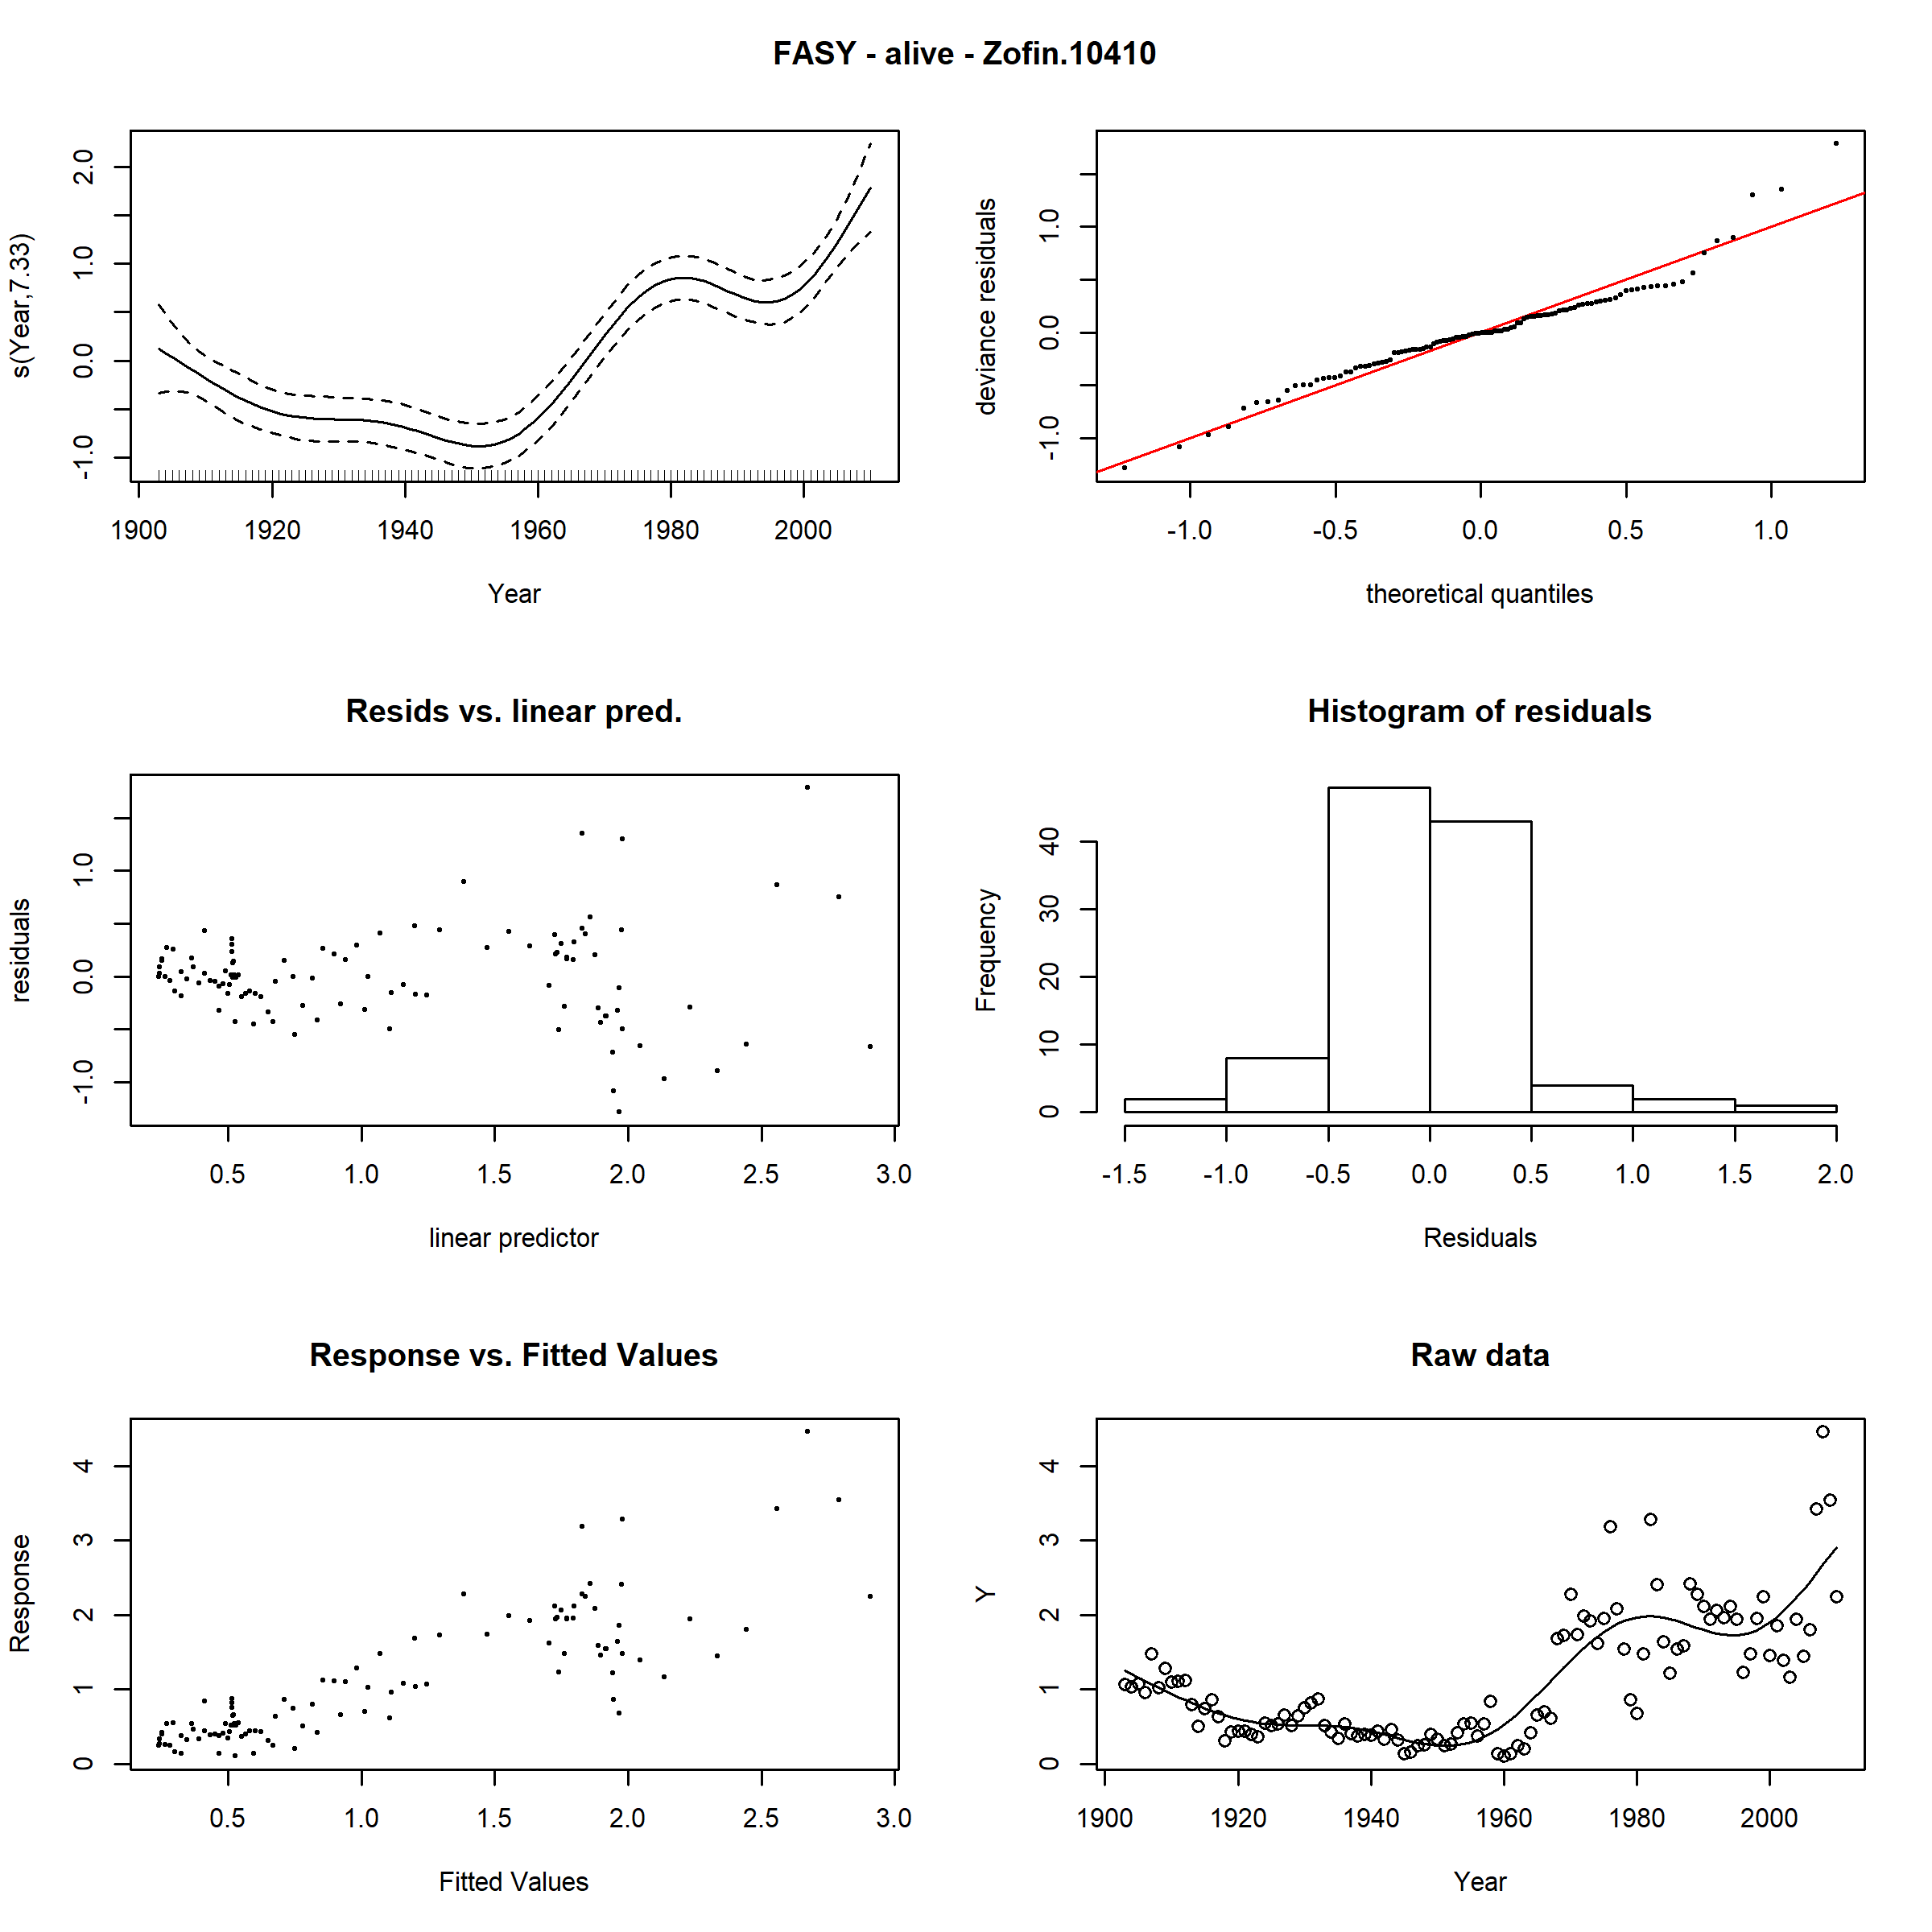 FASY - alive - Zofin.10410
s(Year,7.33)
-1.0 0.0 1.0 2.0
1900 1920 1940 1960 1980 2000
Year
deviance residuals
-1.0 0.0 1.0
-1.0 -0.5 0.0 0.5 1.0
theoretical quantiles
Resids vs. linear pred.
residuals
-1.0 0.0 1.0
0.5 1.0 1.5 2.0 2.5 3.0
linear predictor
Histogram of residuals
Frequency
0 10 20 30 40
-1.5 -1.0 -0.5 0.0 0.5 1.0 1.5 2.0
Residuals
Response vs. Fitted Values
Response
0 1 2 3 4
0.5 1.0 1.5 2.0 2.5 3.0
Fitted Values
Raw data
Y
0 1 2 3 4
1900 1920 1940 1960 1980 2000
Year